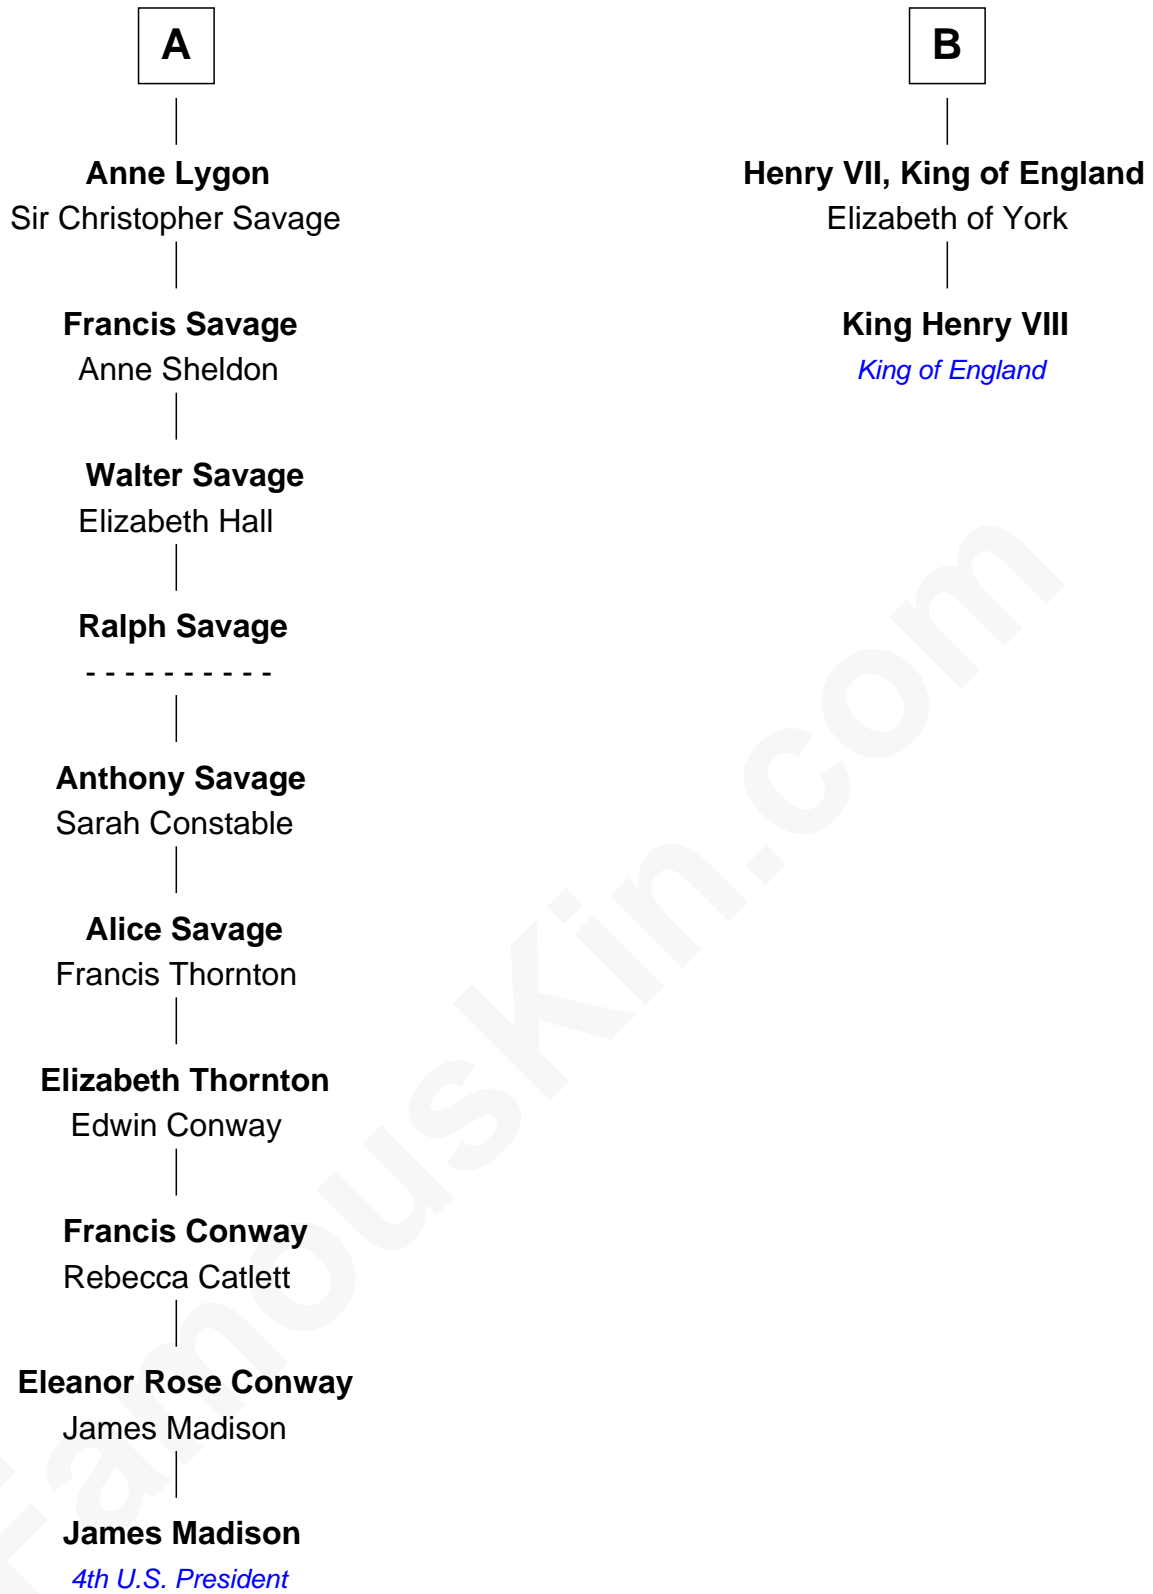 A
Anne Lygon
Sir Christopher Savage
Francis Savage
Anne Sheldon
Walter Savage
Elizabeth Hall
Ralph Savage
- - - - - - - - - -
Anthony Savage
Sarah Constable
Alice Savage
Francis Thornton
Elizabeth Thornton
Edwin Conway
Francis Conway
Rebecca Catlett
Eleanor Rose Conway
James Madison
James Madison
4th U.S. President
B
Henry VII, King of England
Elizabeth of York
King Henry VIII
King of England
FamousKin.com